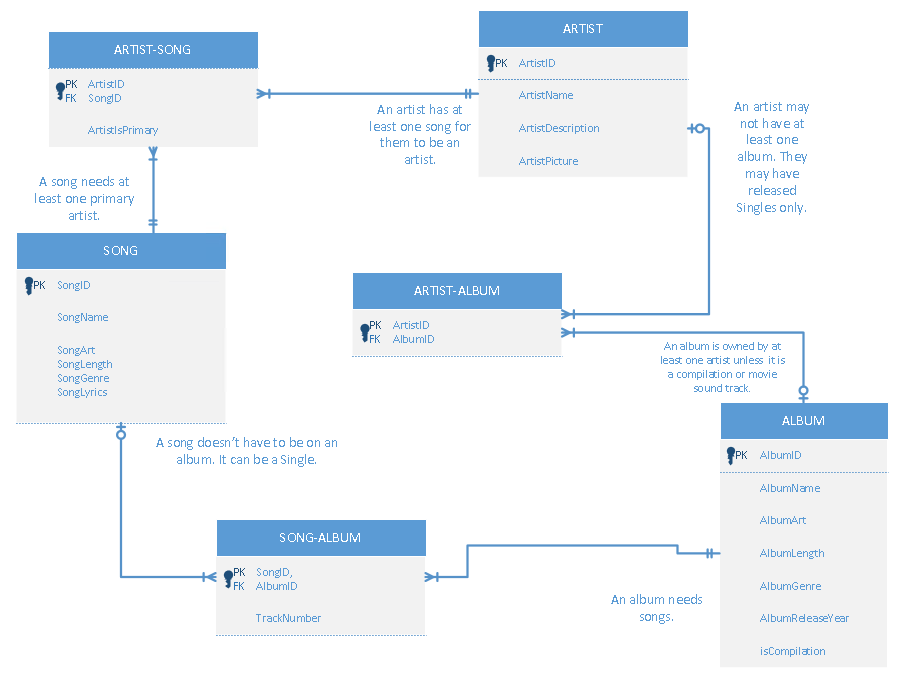 ARTIST-SONG
PK ArtistID
FK SongID
ArtistIsPrimary
ARTIST
PK ArtistID
ArtistName
ArtistDescription
ArtistPicture
An artist has at
least one song for
them to be an
artist.
An artist may
not have at
least one
album. They
may have
released
Singles only.
A song needs at
least one primary
artist.
SONG
PK SongID
SongName
SongArt
SongLength
SongGenre
SongLyrics
ARTIST-ALBUM
PK ArtistID
FK AlbumID
An album is owned by at
least one artist unless it is
a compilation or movie
sound track.
A song doesn't have to be on an
album. It can be a Single.
ALBUM
PK AlbumID
AlbumName
AlbumArt
AlbumLength
AlbumGenre
AlbumReleaseYear
isCompilation
SONG-ALBUM
PK SongID,
FK AlbumID
TrackNumber
An album needs
songs.